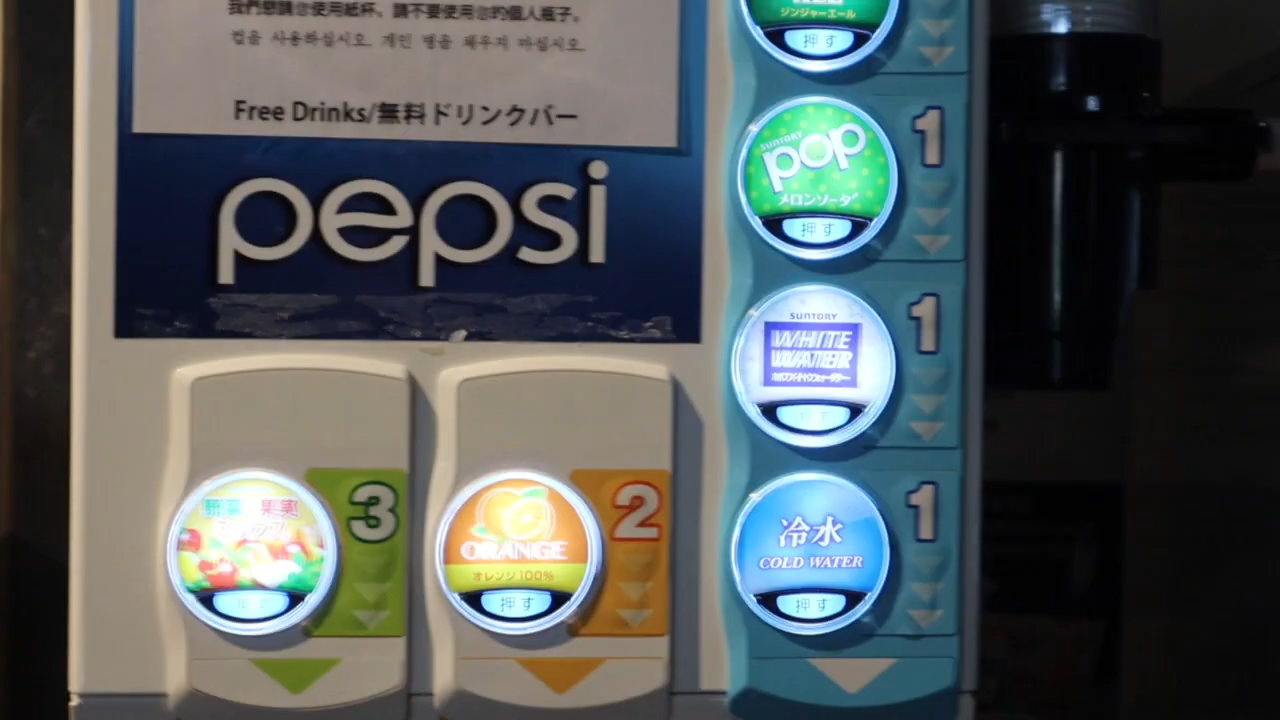 我們懇請您使用紙杯、請不要使用您的個人瓶子。
컵을 사용하십시오. 개인 병을 채우지 마십시오.
Free Drinks/無料ドリンクバー
pepsi
ジンジャーエール
押す
SUNTORY
pop
メロンソーダ
押す
1
SUNTORY
WHITE
WATER
1
冷水
COLD WATER
押す
1
果実
3
ORANGE
オレンジ100%
押す
2